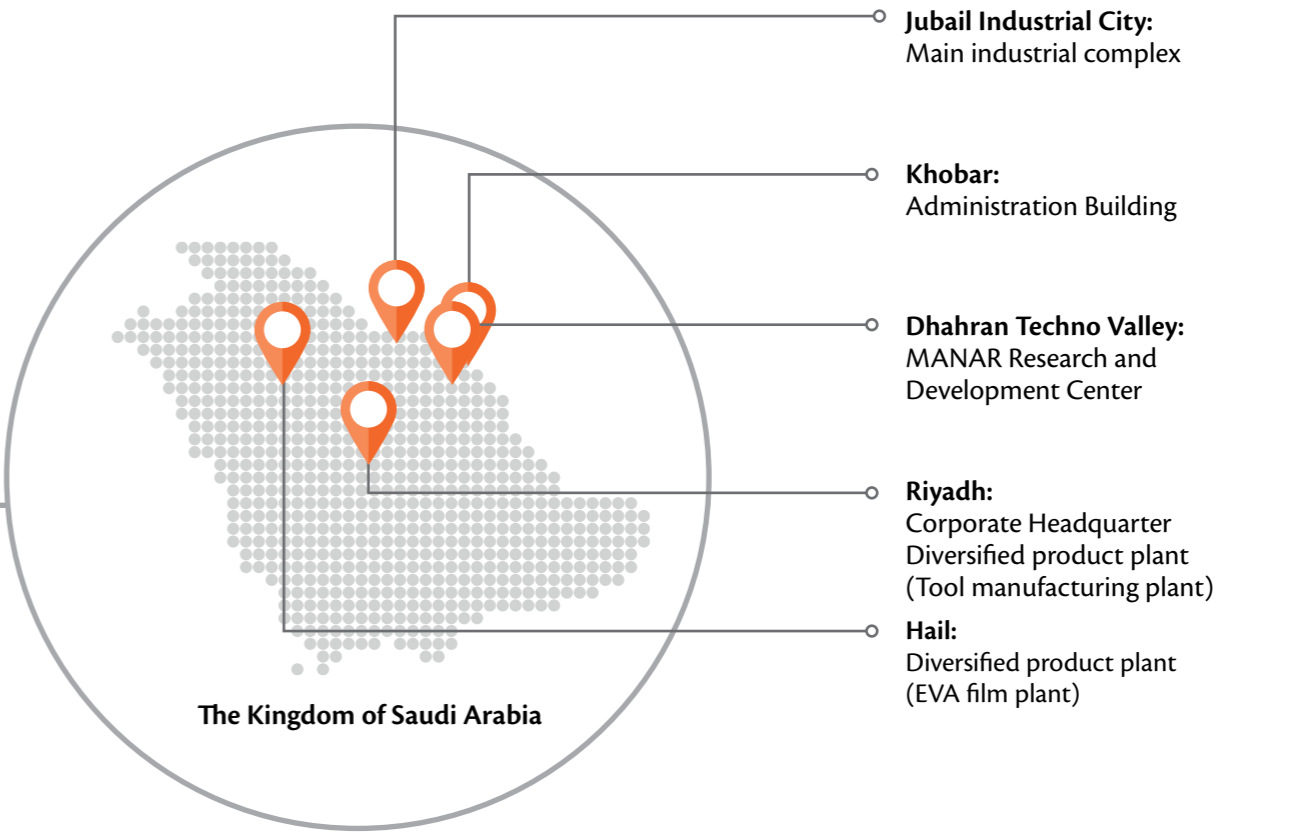 Jubail Industrial City:
Main industrial complex
Khobar:
Administration Building
Dhahran Techno Valley:
MANAR Research and
Development Center
Riyadh:
Corporate Headquarter
Diversified product plant
(Tool manufacturing plant)
Hail:
Diversified product plant
(EVA film plant)
The Kingdom of Saudi Arabia